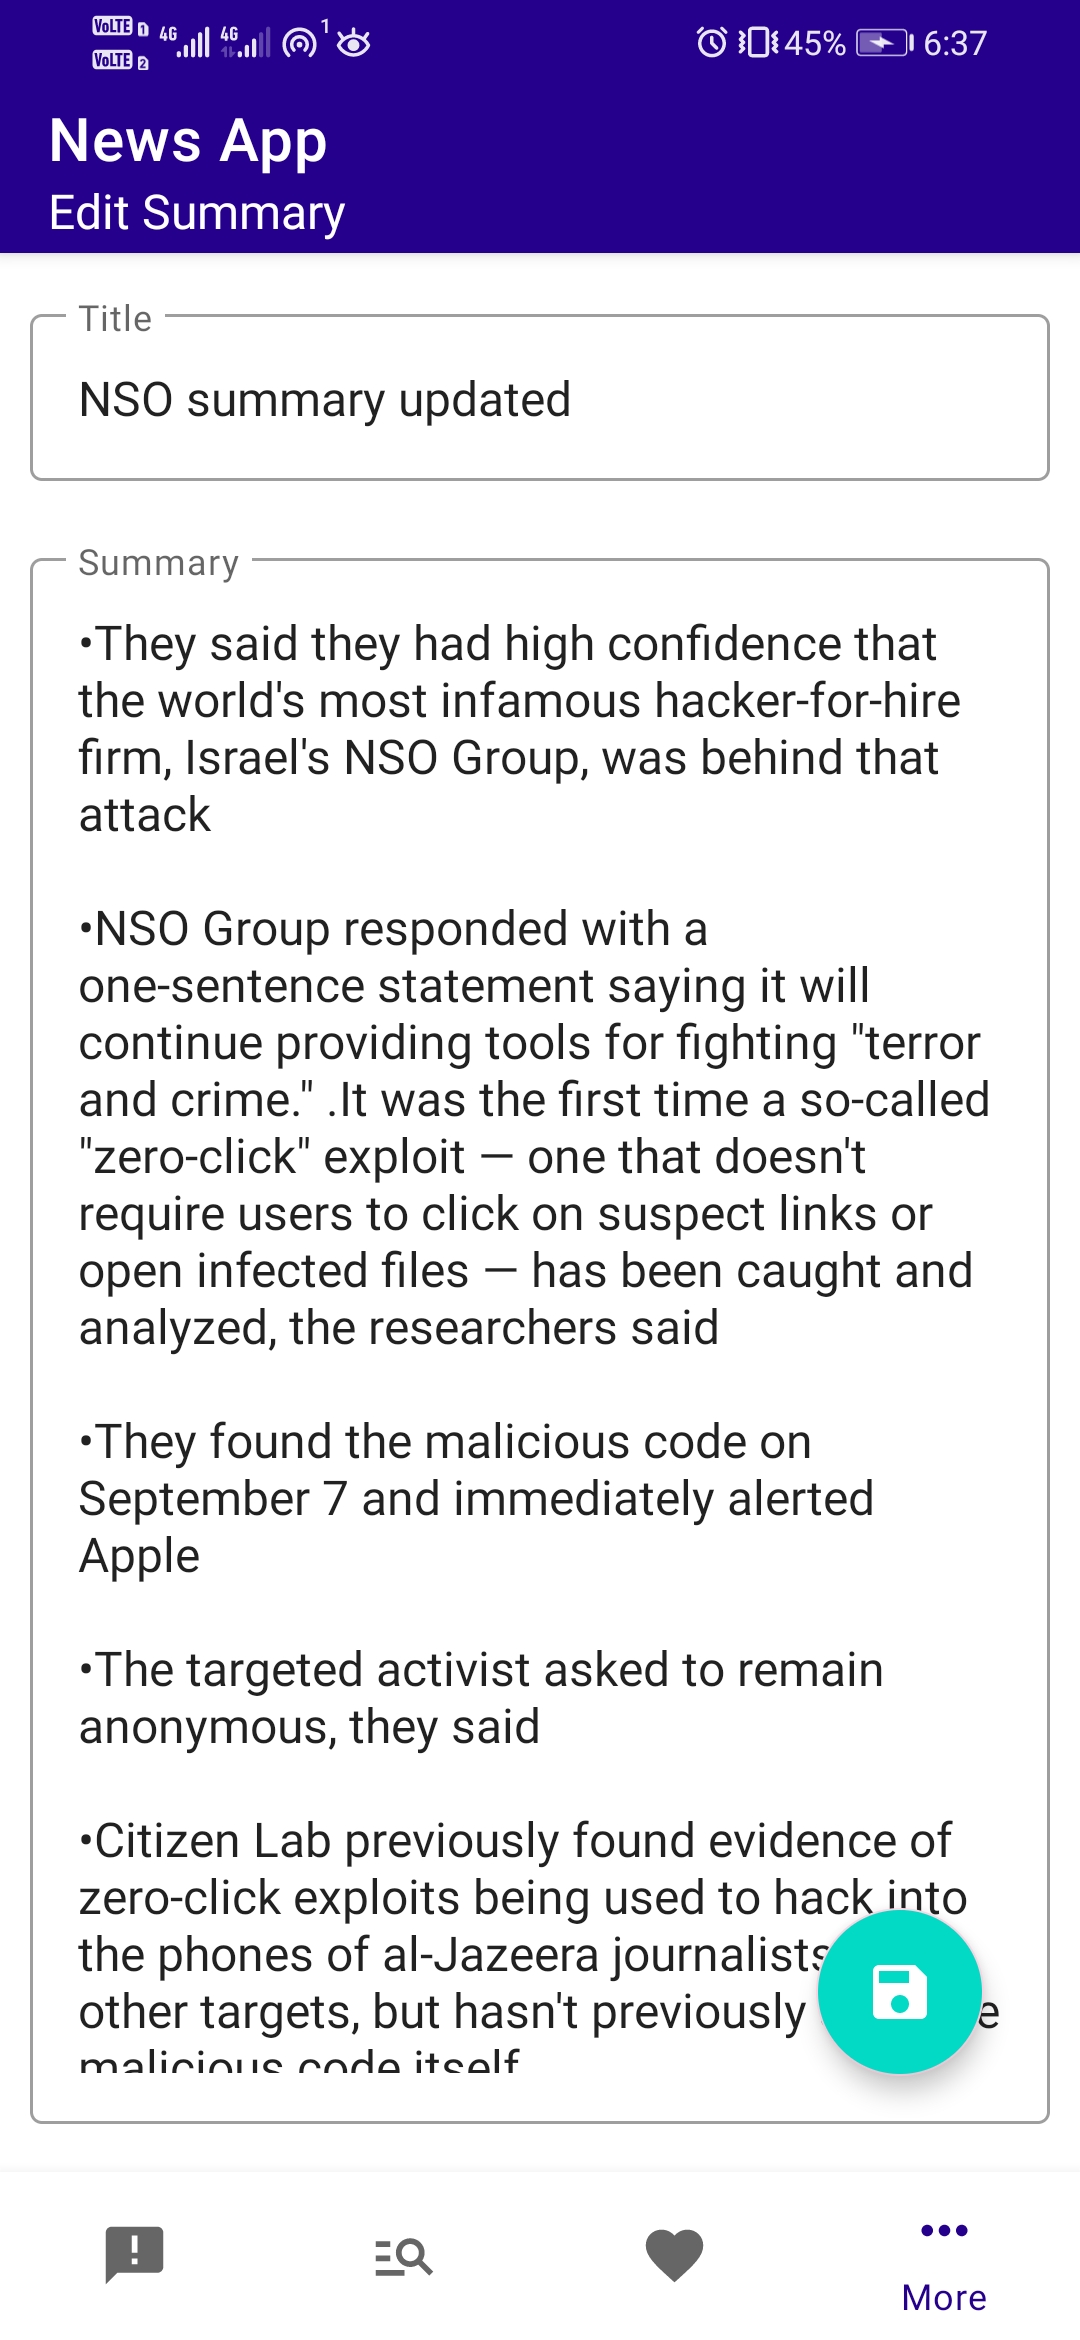 VoLTE 1 4G 4G 1 45% 6:37
VoLTE 2
News App
Edit Summary
Title
NSO summary updated
Summary
•They said they had high confidence that
the world's most infamous hacker-for-hire
firm, Israel's NSO Group, was behind that
attack
•NSO Group responded with a
one-sentence statement saying it will
continue providing tools for fighting "terror
and crime." .It was the first time a so-called
"zero-click" exploit — one that doesn't
require users to click on suspect links or
open infected files — has been caught and
analyzed, the researchers said
•They found the malicious code on
September 7 and immediately alerted
Apple
•The targeted activist asked to remain
anonymous, they said
•Citizen Lab previously found evidence of
zero-click exploits being used to hack into
the phones of al-Jazeera journalists
other targets, but hasn't previously
malicious code itself
More